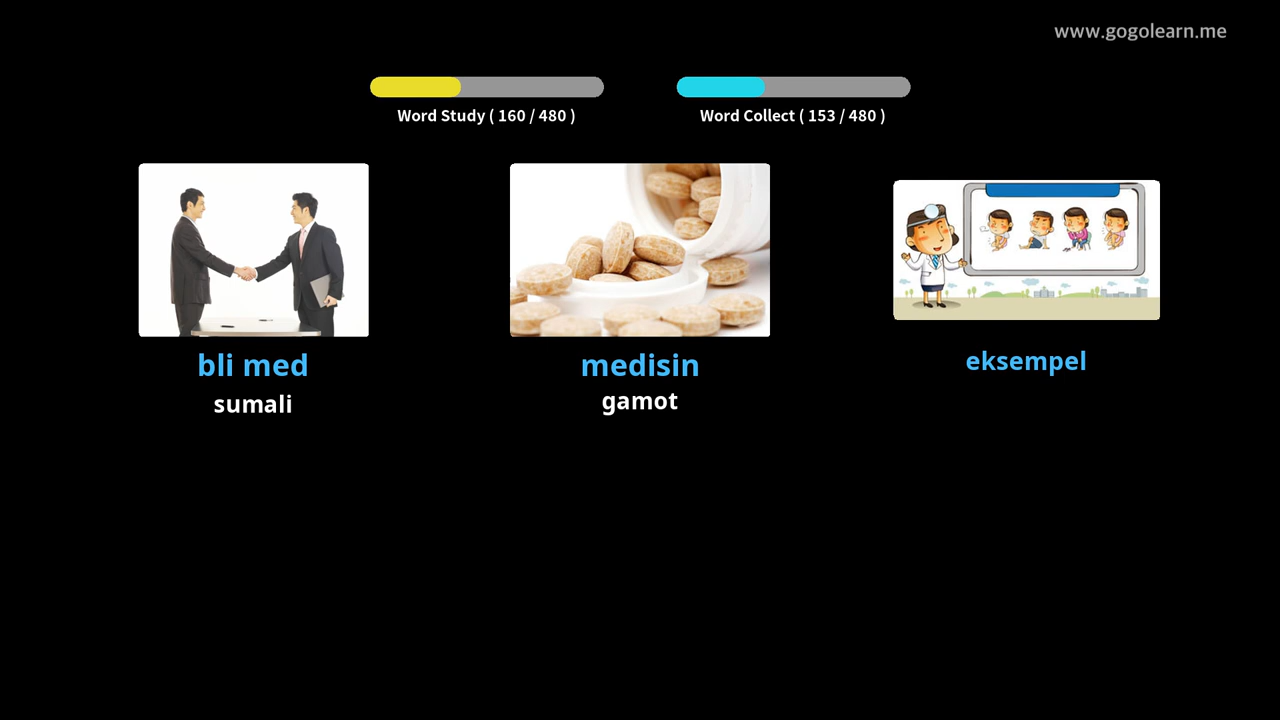 www.gogolearn.me
Word Study ( 160 / 480 )
Word Collect ( 153 / 480 )
bli med
sumali
medisin
gamot
eksempel